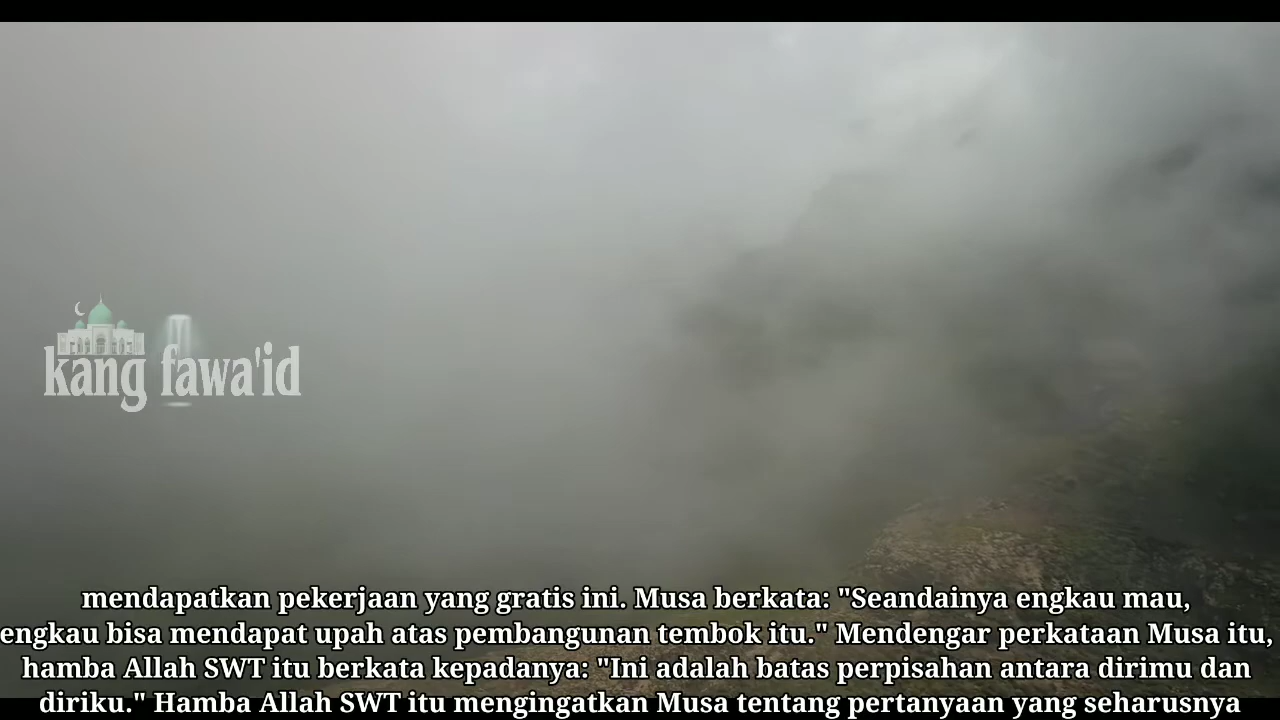 kang fawa'id
mendapatkan pekerjaan yang gratis ini. Musa berkata: "Seandainya engkau mau,
engkau bisa mendapat upah atas pembangunan tembok itu." Mendengar perkataan Musa itu,
hamba Allah SWT itu berkata kepadanya: "Ini adalah batas perpisahan antara dirimu dan
diriku." Hamba Allah SWT itu mengingatkan Musa tentang pertanyaan yang seharusnya